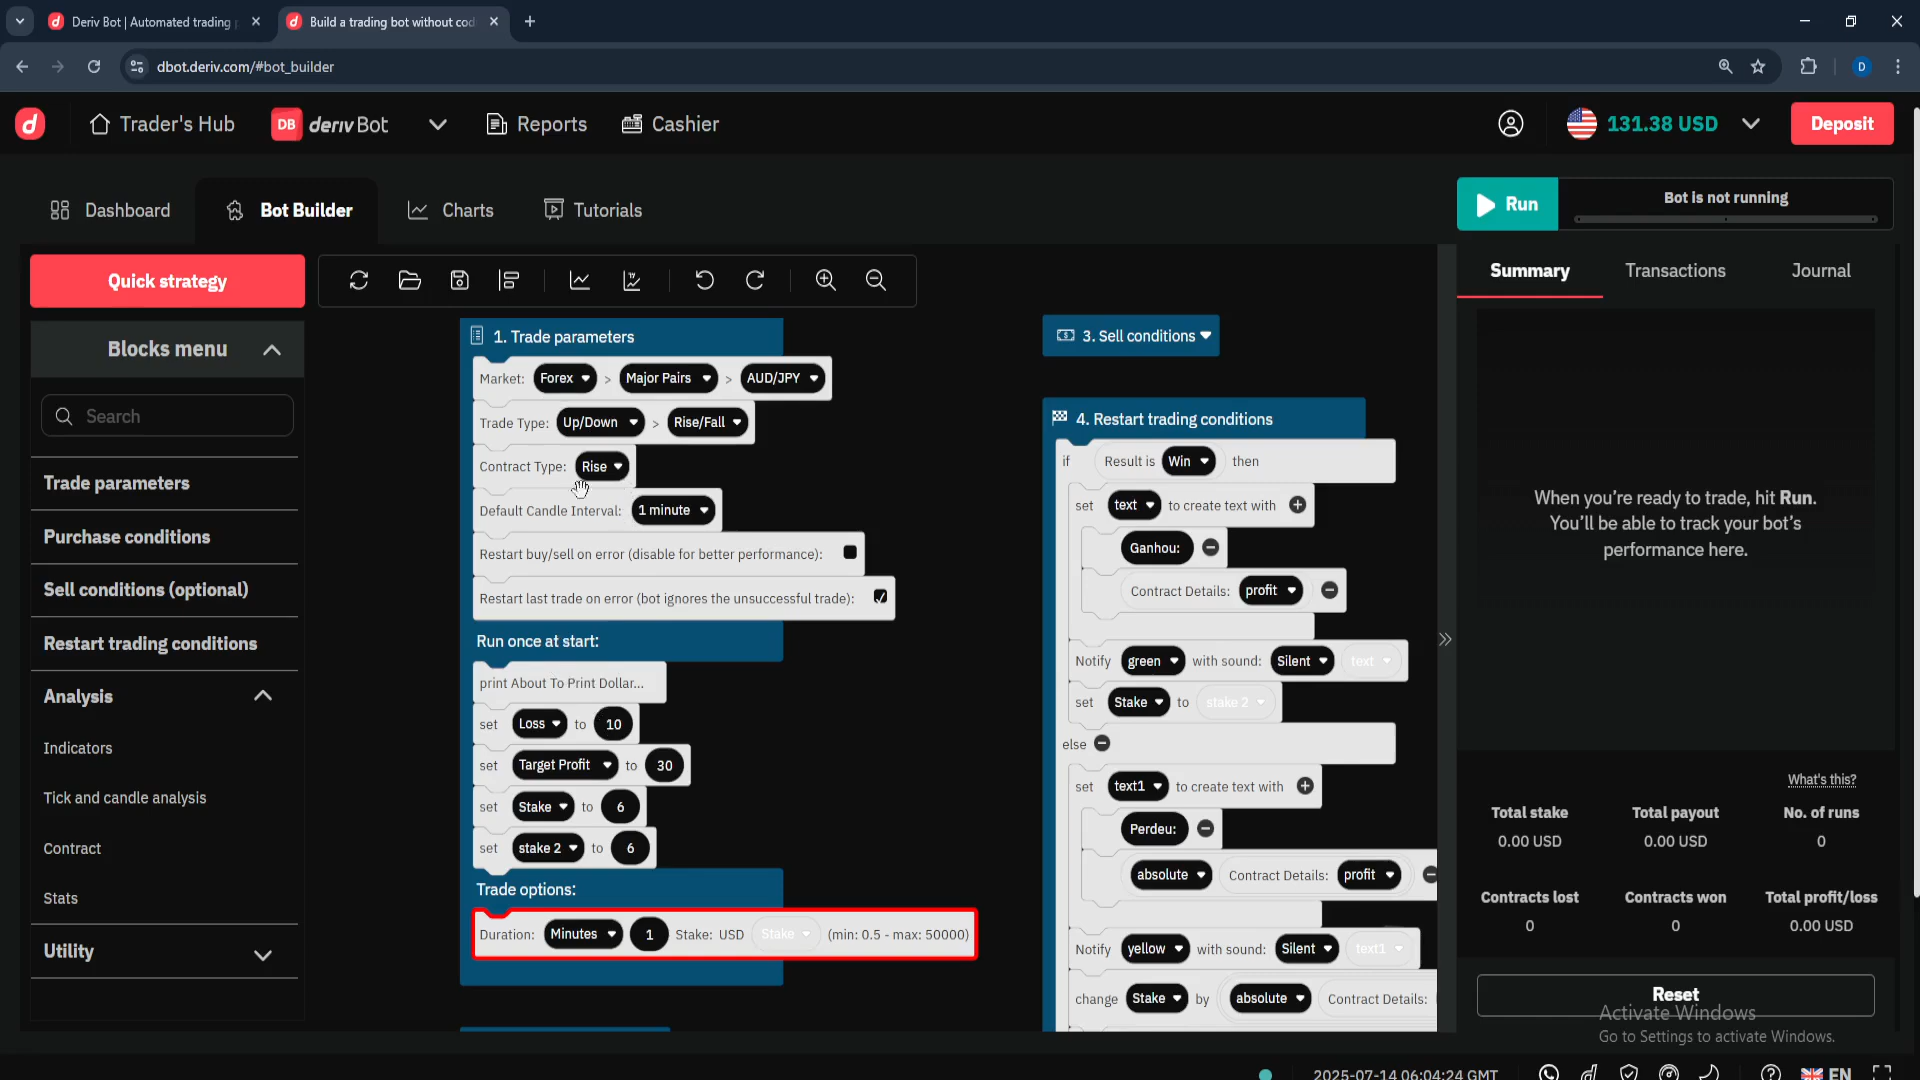 Deriv Bot | Automated trading
Build a trading bot without cod
dbot.deriv.com/#bot_builder
D
Trader's Hub
DB deriv Bot
Reports
Cashier
131.38 USD
Deposit
Dashboard
Bot Builder
Charts
Tutorials
Run
Bot is not running
Quick strategy
Blocks menu
Search
Trade parameters
Purchase conditions
Sell conditions (optional)
Restart trading conditions
Analysis
Indicators
Tick and candle analysis
Contract
Stats
Utility
1. Trade parameters
Market: Forex > Major Pairs > AUD/JPY
Trade Type: Up/Down > Rise/Fall
Contract Type: Rise
Default Candle Interval: 1 minute
Restart buy/sell on error (disable for better performance):
Restart last trade on error (bot ignores the unsuccessful trade):
Run once at start:
print About To Print Dollar...
set Loss to 10
set Target Profit to 30
set Stake to 6
set stake 2 to 6
Trade options:
Duration: Minutes 1 Stake: USD Stake (min: 0.5 - max: 50000)
3. Sell conditions
4. Restart trading conditions
if Result is Win then
set text to create text with
Ganhou:
Contract Details: profit
Notify green with sound: Silent text
set Stake to stake 2
else
set text1 to create text with
Perdeu:
absolute Contract Details: profit
Notify yellow with sound: Silent text1
change Stake by absolute Contract Details:
Summary
Transactions
Journal
When you're ready to trade, hit Run.
You'll be able to track your bot's
performance here.
What's this?
Total stake
0.00 USD
Total payout
0.00 USD
No. of runs
0
Contracts lost
0
Contracts won
0
Total profit/loss
0.00 USD
Reset
Activate Windows
Go to Settings to activate Windows.
2025-07-14 06:04:24 GMT
EN